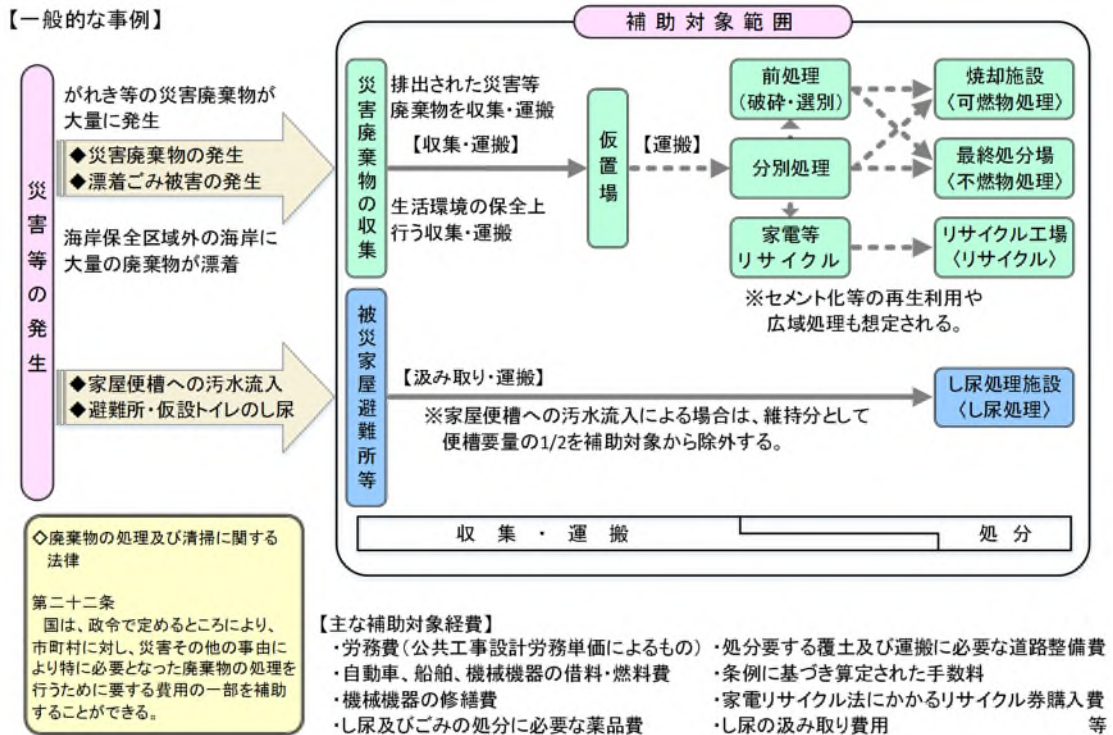 【一般的な事例】
補助対象範囲
災害等の発生
がれき等の災害廃棄物が
大量に発生
◆災害廃棄物の発生
◆漂着ごみ被害の発生
海岸保全区域外の海岸に
大量の廃棄物が漂着
◆家屋便槽への汚水流入
◆避難所・仮設トイレのし尿
災害廃棄物の収集
排出された災害等
廃棄物を収集・運搬
【収集・運搬】
生活環境の保全上
行う収集・運搬
仮置場
【運搬】
前処理
(破砕・選別)
分別処理
家電等
リサイクル
焼却施設
〈可燃物処理〉
最終処分場
〈不燃物処理〉
リサイクル工場
〈リサイクル〉
※セメント化等の再生利用や
広域処理も想定される。
被災家屋避難所等
【汲み取り・運搬】
し尿処理施設
〈し尿処理〉
※家屋便槽への汚水流入による場合は、維持分として
便槽要量の1/2を補助対象から除外する。
収集・運搬
処分
◇廃棄物の処理及び清掃に関する
法律
第二十二条
国は、政令で定めるところにより、
市町村に対し、災害その他の事由に
より特に必要となった廃棄物の処理を
行うために要する費用の一部を補助
することができる。
【主な補助対象経費】
・労務費(公共工事設計労務単価によるもの)
・自動車、船舶、機械機器の借料・燃料費
・機械機器の修繕費
・し尿及びごみの処分に必要な薬品費
・処分要する覆土及び運搬に必要な道路整備費
・条例に基づき算定された手数料
・家電リサイクル法にかかるリサイクル券購入費
・し尿の汲み取り費用 等